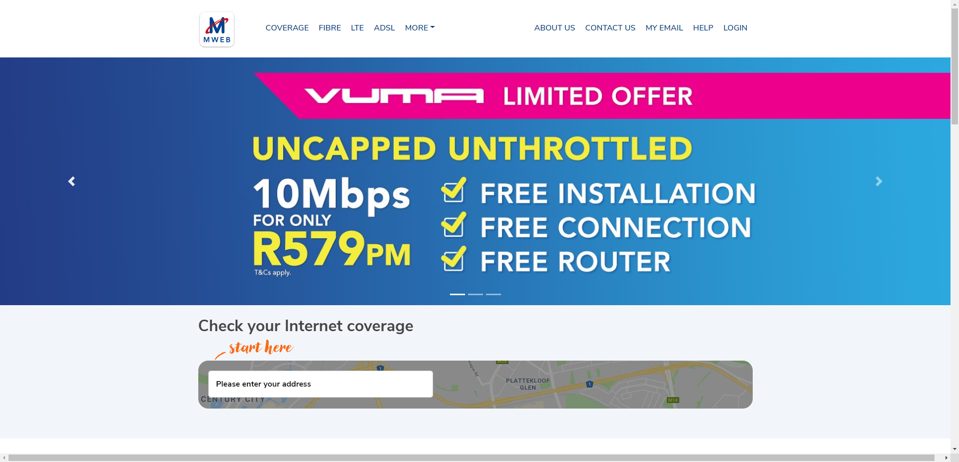 MWEB
COVERAGE FIBRE LTE ADSL MORE ABOUT US CONTACT US MY EMAIL HELP LOGIN
VUMA LIMITED OFFER
UNCAPPED UNTHROTTLED
10Mbps
FOR ONLY
R579PM
T&Cs apply.
FREE INSTALLATION
FREE CONNECTION
FREE ROUTER
Check your Internet coverage
start here
Please enter your address
PLATTEKLOOF
GLEN
CENTURY CITY